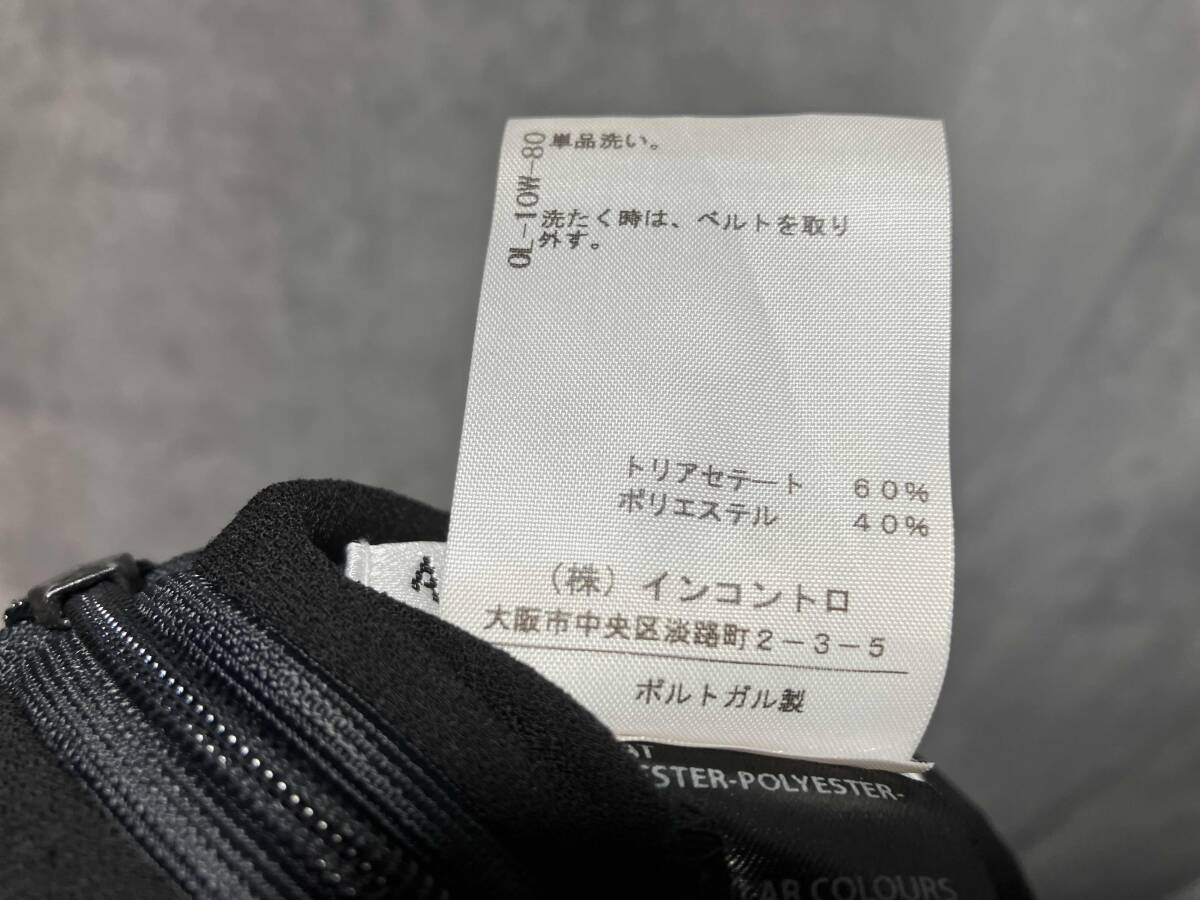 OL-10W-80
単品洗い。
洗たく時は、ベルトを取り
外す。
トリアセテート 60%
ポリエステル 40%
(株)インコントロ
大阪市中央区淡路町2-3-5
ポルトガル製
ESTER-POLYESTER-
AR COLOURS